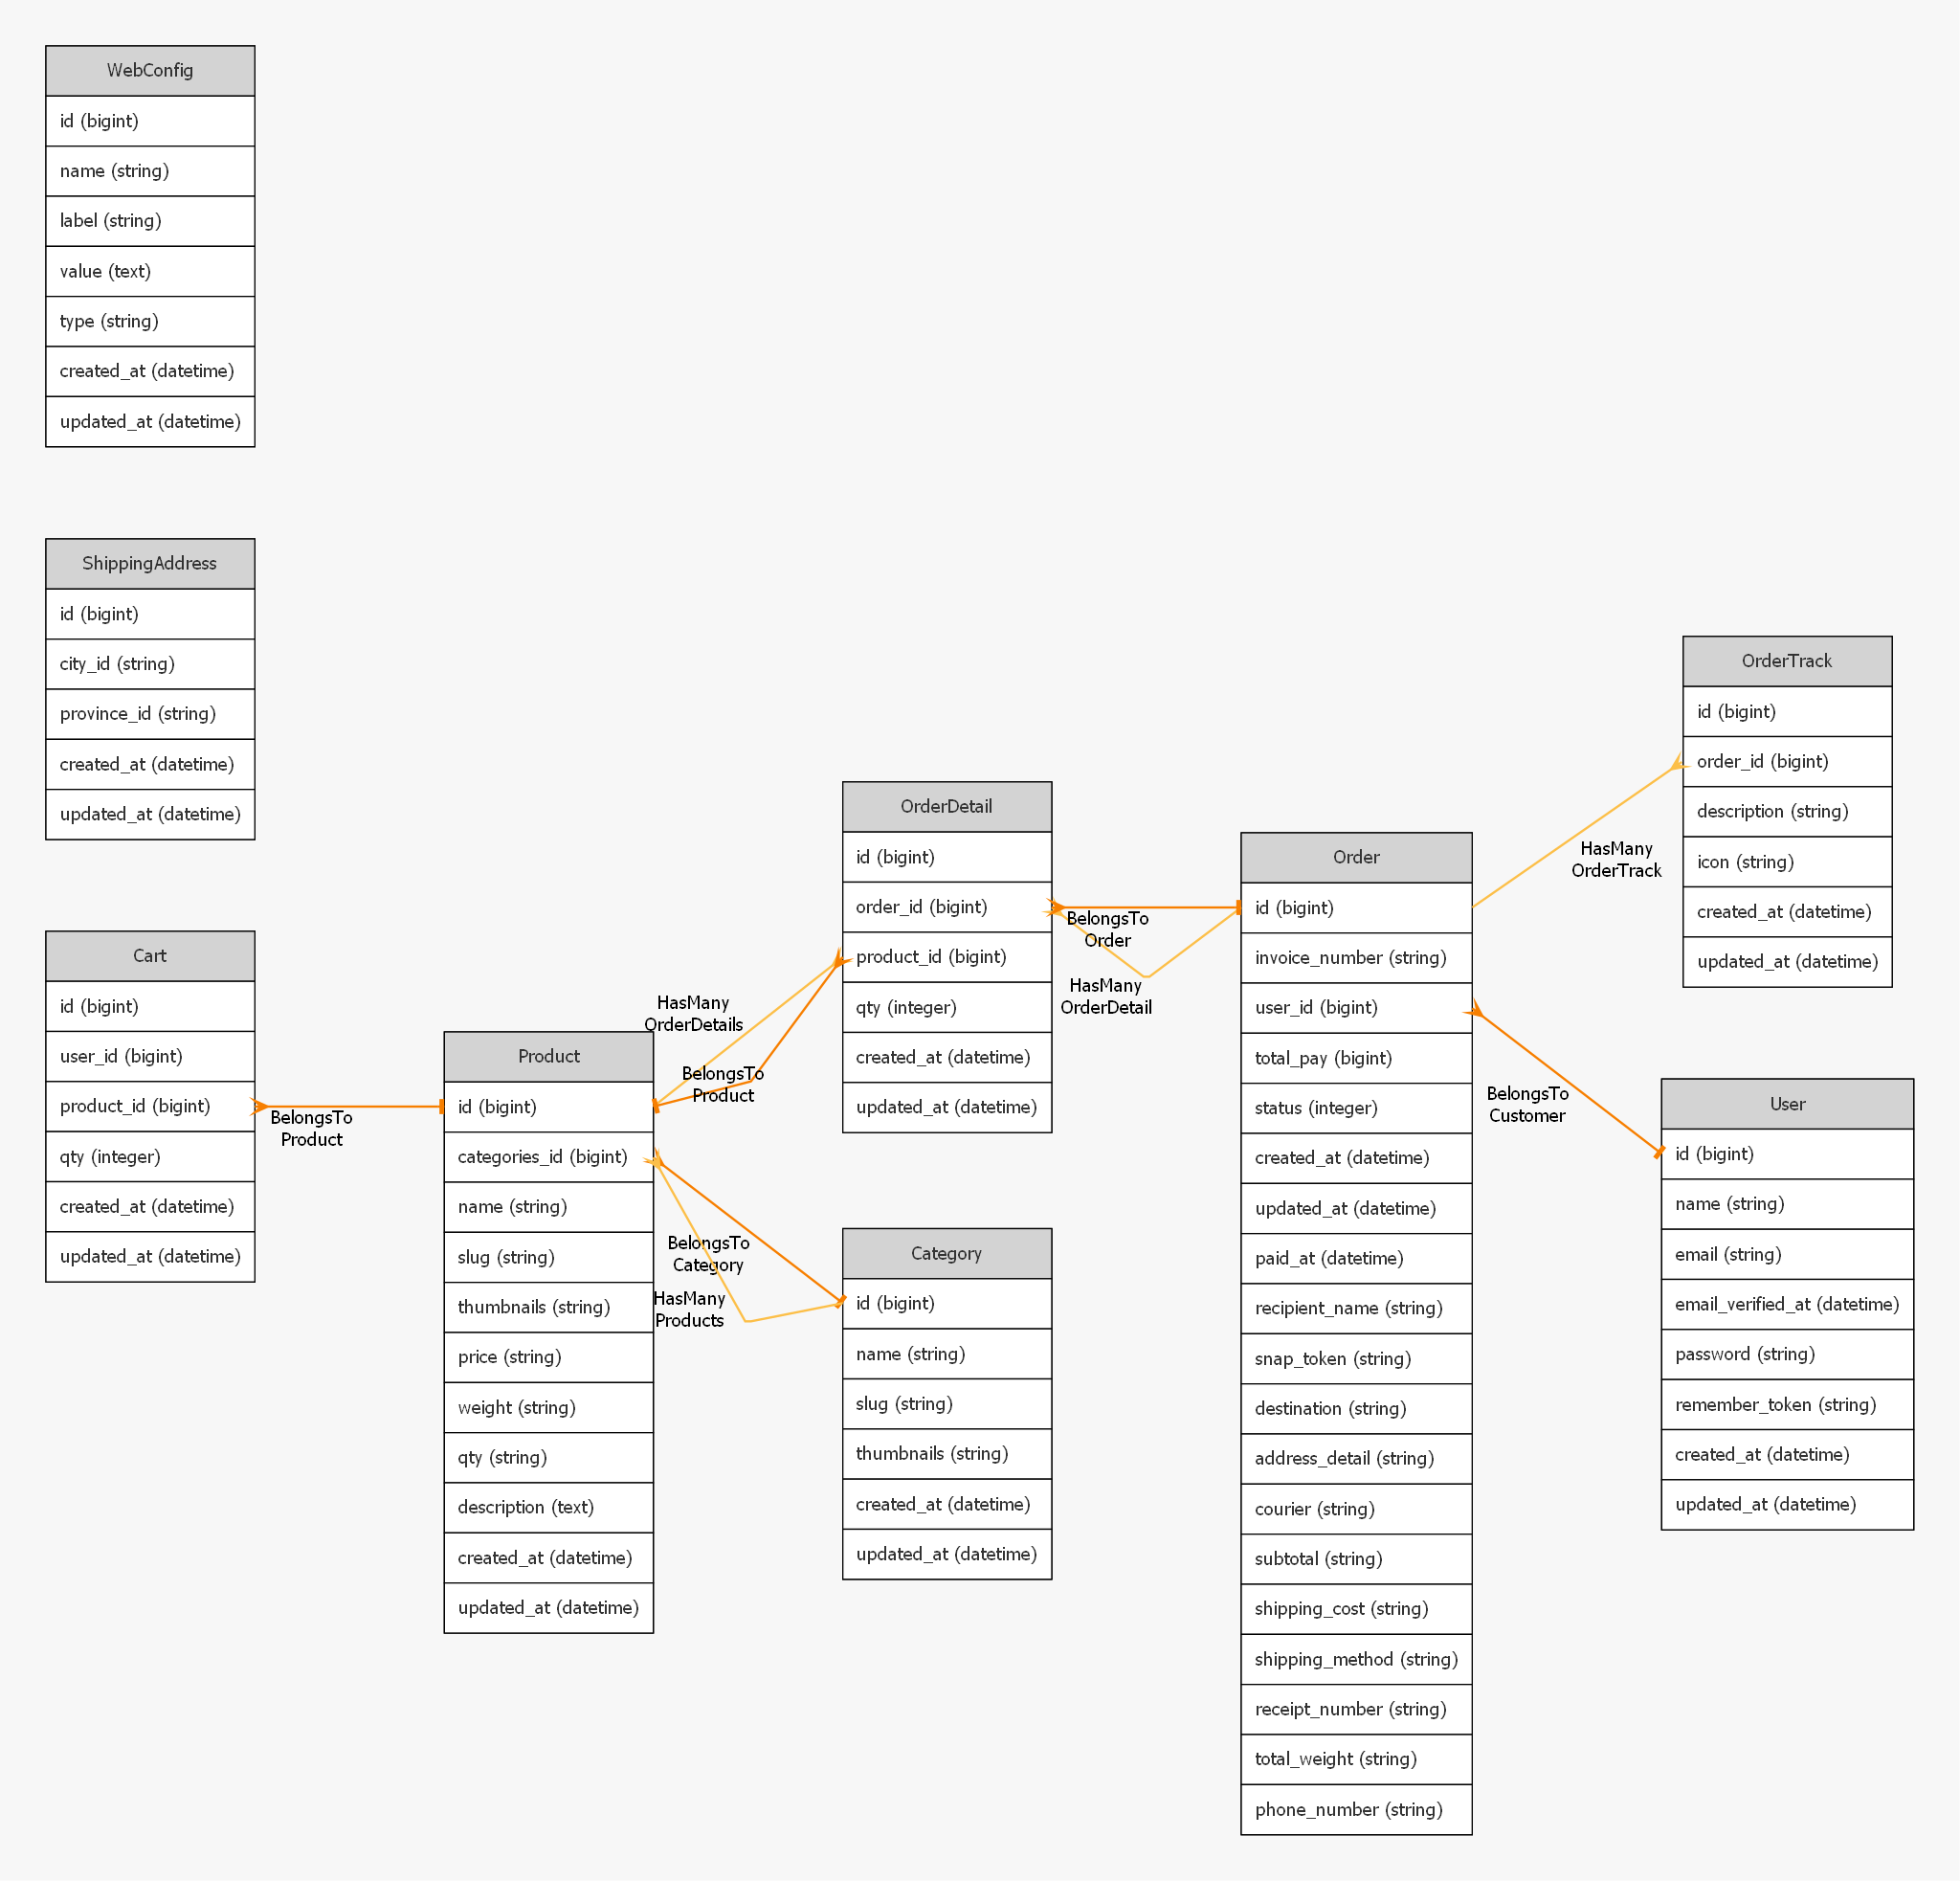 WebConfig
id (bigint)
name (string)
label (string)
value (text)
type (string)
created_at (datetime)
updated_at (datetime)
ShippingAddress
id (bigint)
city_id (string)
province_id (string)
created_at (datetime)
updated_at (datetime)
Cart
id (bigint)
user_id (bigint)
product_id (bigint)
qty (integer)
created_at (datetime)
updated_at (datetime)
BelongsTo
Product
Product
id (bigint)
categories_id (bigint)
name (string)
slug (string)
thumbnails (string)
price (string)
weight (string)
qty (string)
description (text)
created_at (datetime)
updated_at (datetime)
HasMany
OrderDetails
BelongsTo
Product
BelongsTo
Category
HasMany
Products
OrderDetail
id (bigint)
order_id (bigint)
product_id (bigint)
qty (integer)
created_at (datetime)
updated_at (datetime)
Category
id (bigint)
name (string)
slug (string)
thumbnails (string)
created_at (datetime)
updated_at (datetime)
BelongsTo
Order
HasMany
OrderDetail
Order
id (bigint)
invoice_number (string)
user_id (bigint)
total_pay (bigint)
status (integer)
created_at (datetime)
updated_at (datetime)
paid_at (datetime)
recipient_name (string)
snap_token (string)
destination (string)
address_detail (string)
courier (string)
subtotal (string)
shipping_cost (string)
shipping_method (string)
receipt_number (string)
total_weight (string)
phone_number (string)
HasMany
OrderTrack
BelongsTo
Customer
OrderTrack
id (bigint)
order_id (bigint)
description (string)
icon (string)
created_at (datetime)
updated_at (datetime)
User
id (bigint)
name (string)
email (string)
email_verified_at (datetime)
password (string)
remember_token (string)
created_at (datetime)
updated_at (datetime)